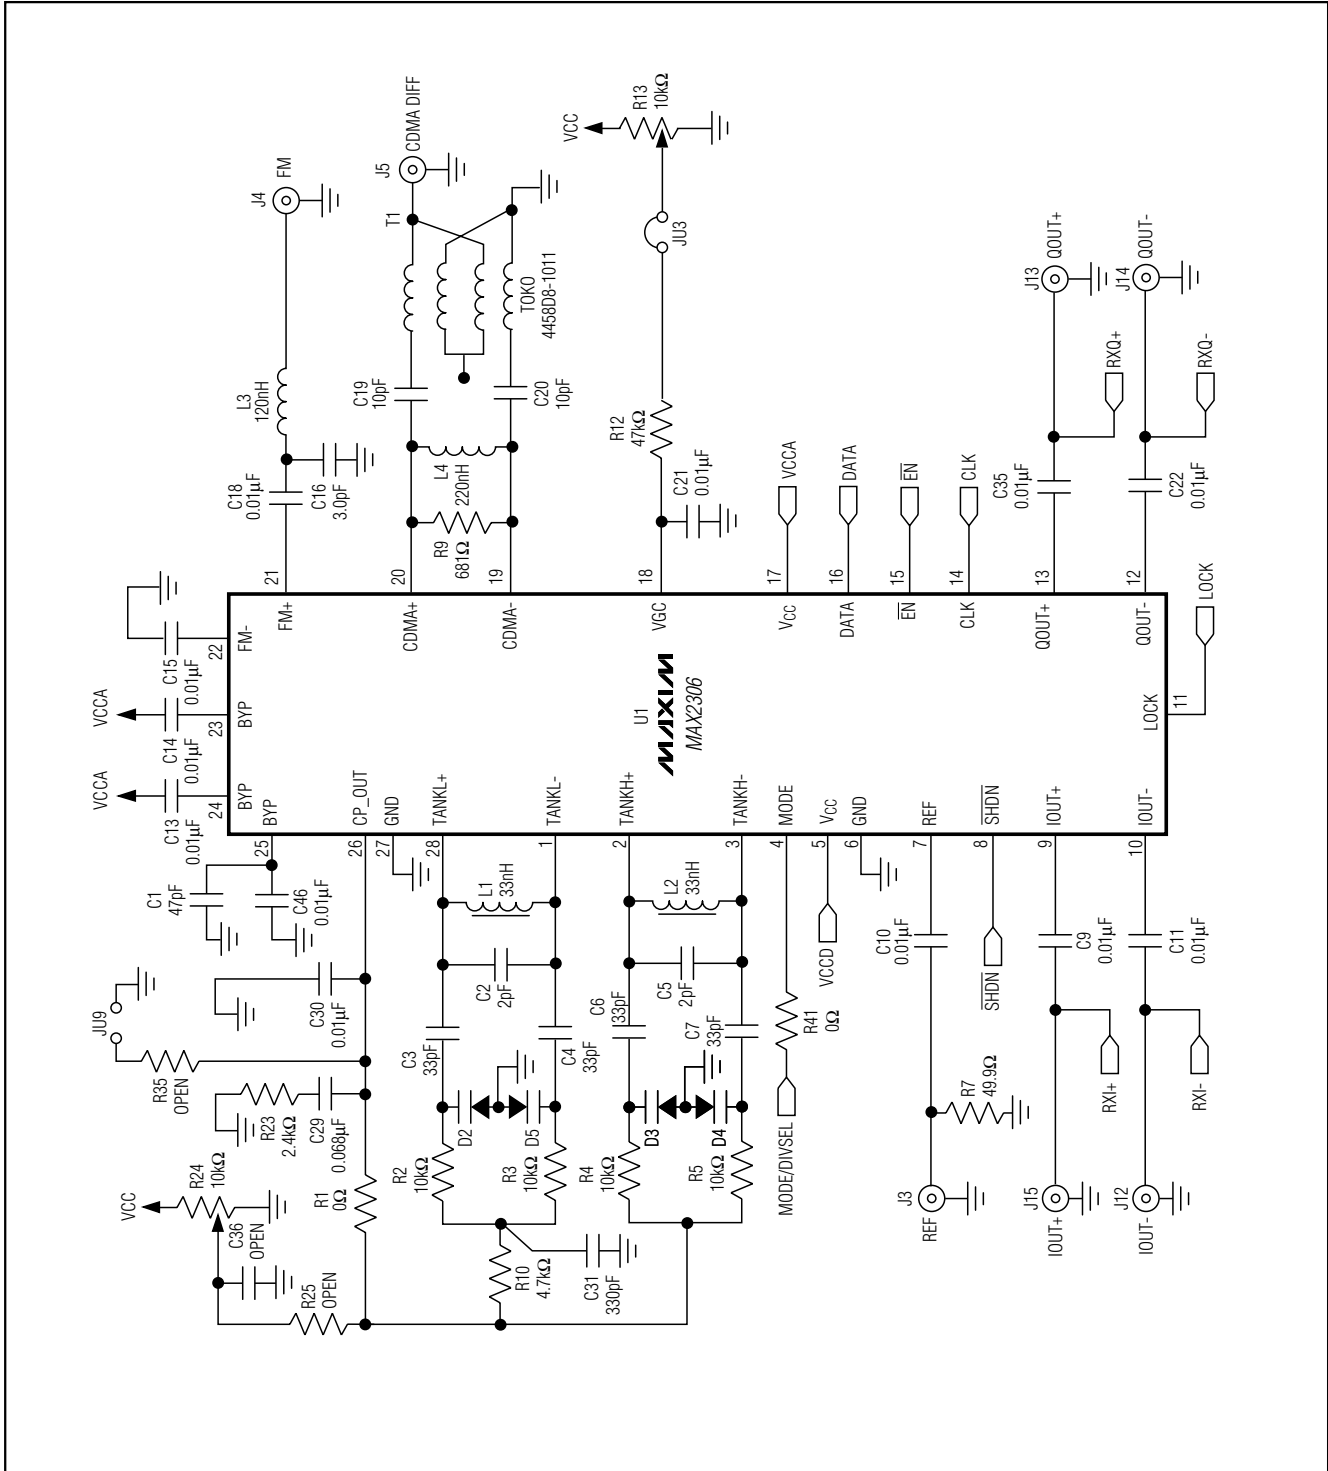 VCC
R24
10kΩ
C36
OPEN
R25
OPEN
R23
2.4kΩ
C29
0.068µF
R1
0Ω
JU9
R35
OPEN
C30
0.01µF
C1
47pF
C46
0.01µF
VCCA
C13
0.01µF
24
BYP
VCCA
C14
0.01µF
23
BYP
C15
0.01µF
22
FM-
25
BYP
26
CP_OUT
27
GND
28
TANKL+
1
TANKL-
2
TANKH+
3
TANKH-
4
MODE
5
VCC
6
GND
7
REF
8
SHDN
9
IOUT+
10
IOUT-
R2
10kΩ
R3
10kΩ
D2
D5
C3
33pF
C4
33pF
C2
2pF
L1
33nH
R10
4.7kΩ
C31
330pF
R4
10kΩ
R5
10kΩ
D3
D4
C6
33pF
C7
33pF
C5
2pF
L2
33nH
MODE/DIVSEL
R41
0Ω
VCCD
J3
REF
R7
49.9Ω
C10
0.01µF
SHDN
J15
IOUT+
RXI+
C9
0.01µF
J12
IOUT-
RXI-
C11
0.01µF
U1
MAXIM
MAX2306
LOCK
11
LOCK
FM+
21
C18
0.01µF
C16
3.0pF
L3
120nH
J4
FM
CDMA+
20
CDMA-
19
R9
681Ω
L4
220nH
C19
10pF
C20
10pF
T1
TOKO
4458D8-1011
J5
CDMA DIFF
VGC
18
C21
0.01µF
R12
47kΩ
JU3
VCC
R13
10kΩ
VCC
17
VCCA
DATA
16
DATA
EN
15
EN
CLK
14
CLK
QOUT+
13
C35
0.01µF
RXQ+
J13
QOUT+
QOUT-
12
C22
0.01µF
RXQ-
J14
QOUT-